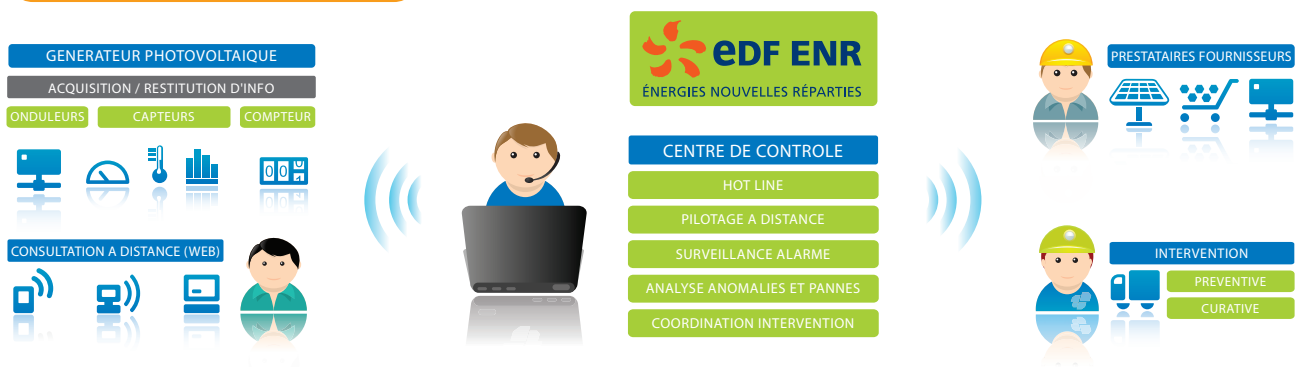 GENERATEUR PHOTOVOLTAIQUE
ACQUISITION / RESTITUTION D'INFO
ONDULEURS
CAPTEURS
COMPTEUR
CONSULTATION A DISTANCE (WEB)
eDF ENR
ÉNERGIES NOUVELLES RÉPARTIES
CENTRE DE CONTROLE
HOT LINE
PILOTAGE A DISTANCE
SURVEILLANCE ALARME
ANALYSE ANOMALIES ET PANNES
COORDINATION INTERVENTION
PRESTATAIRES FOURNISSEURS
INTERVENTION
PREVENTIVE
CURATIVE